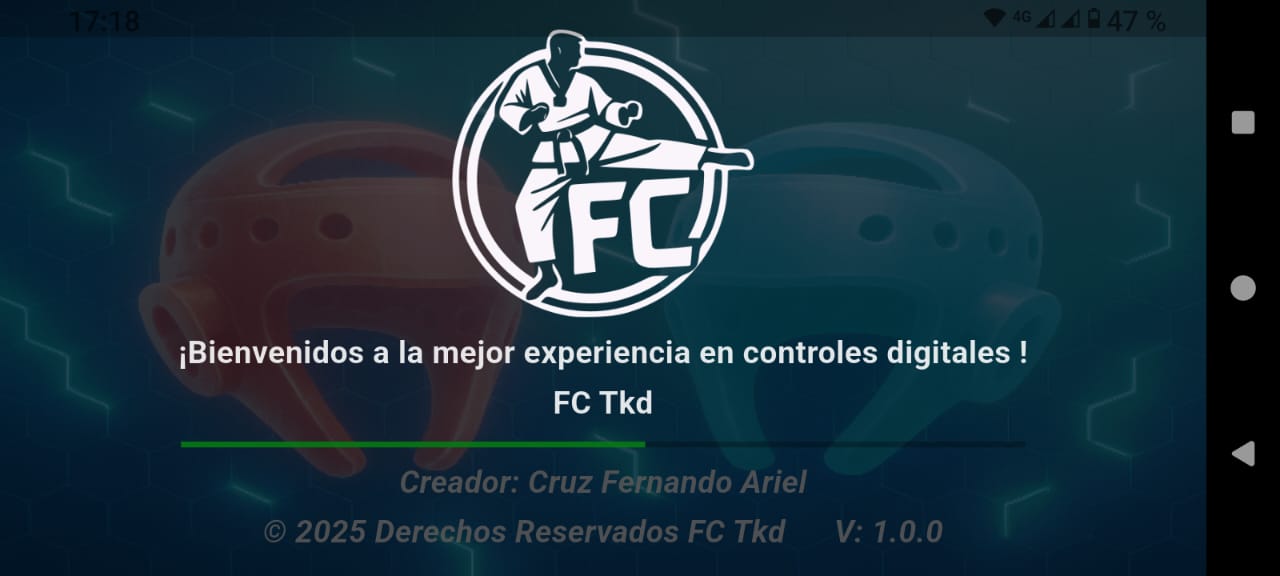 17:18 4G 47 %
FC
¡Bienvenidos a la mejor experiencia en controles digitales !
FC Tkd
Creador: Cruz Fernando Ariel
© 2025 Derechos Reservados FC Tkd V: 1.0.0